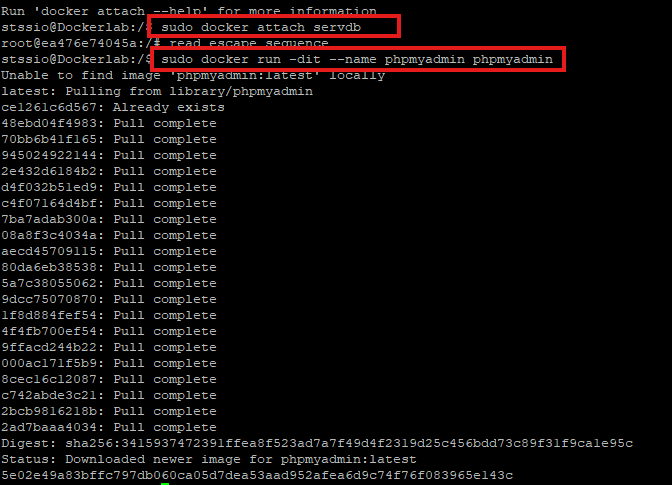 Run 'docker attach --help' for more information
stssio@Dockerlab:/$ sudo docker attach servdb
root@ea476e74045a:/# read escape sequence
stssio@Dockerlab:/$ sudo docker run -dit --name phpmyadmin phpmyadmin
Unable to find image 'phpmyadmin:latest' locally
latest: Pulling from library/phpmyadmin
ce1261c6d567: Already exists
48ebd04f4983: Pull complete
70bb6b41f165: Pull complete
945024922144: Pull complete
2e432d6184b2: Pull complete
d4f032b51ed9: Pull complete
c4f07164d4bf: Pull complete
7ba7adab300a: Pull complete
08a8f3c4034a: Pull complete
aecd45709115: Pull complete
80da6eb38538: Pull complete
5a7c38055062: Pull complete
9dcc75070870: Pull complete
1f8d884fef54: Pull complete
4f4fb700ef54: Pull complete
9ffacd244b22: Pull complete
000ac171f5b9: Pull complete
8cec16c12087: Pull complete
c742abde3c21: Pull complete
2bcb9816218b: Pull complete
2ad7baaa4034: Pull complete
Digest: sha256:3415937472391ffea8f523ad7a7f49d4f2319d25c456bdd73c89f31f9ca1e95c
Status: Downloaded newer image for phpmyadmin:latest
5e02e49a83bffc797db060ca05d7dea53aad952afea6d9c74f76f083965e143c